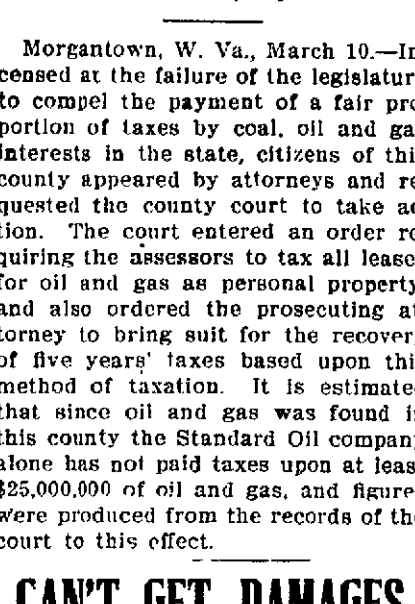 Morgantown, W. Va., March 10.—In
censed at the failure of the legislatur
to compel the payment of a fair pro
portion of taxes by coal, oil and ga
interests in the state, citizens of thi
county appeared by attorneys and re
quested the county court to take ac
tion. The court entered an order re
quiring the assessors to tax all lease
for oil and gas as personal property
and also ordered the prosecuting at
torney to bring suit for the recover
of five years' taxes based upon thi
method of taxation. It is estimate
that since oil and gas was found i
this county the Standard Oil compan
alone has not paid taxes upon at leas
$25,000,000 of oil and gas, and figure
were produced from the records of the
court to this effect.
CAN'T GET DAMAGES